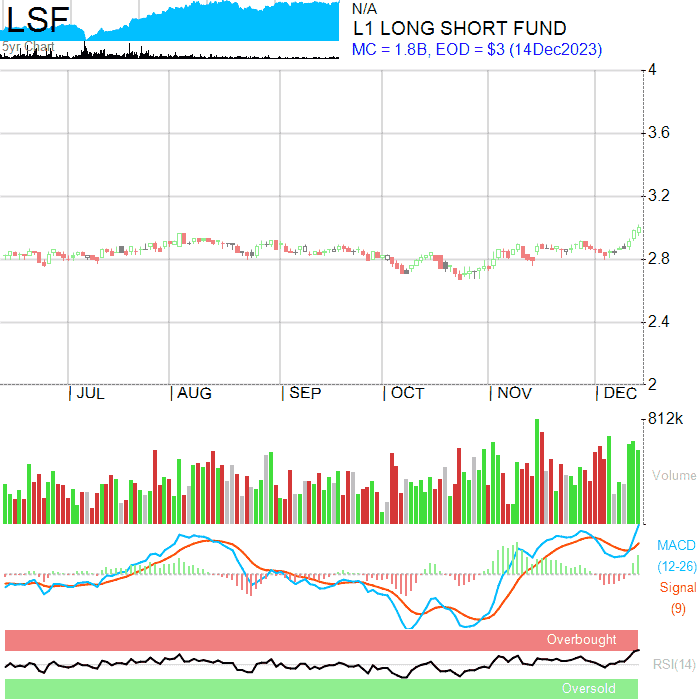 LSF
N/A
L1 LONG SHORT FUND
5yr Chart
MC = 1.8B, EOD = $3 (14Dec2023)
4
3.6
3.2
2.8
2.4
2
JUL
AUG
SEP
OCT
NOV
DEC
812k
Volume
MACD
(12-26)
Signal
(9)
Overbought
RSI(14)
Oversold